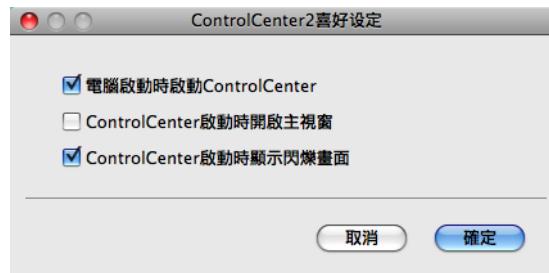 ControlCenter2喜好设定
電腦啟動時啟動ControlCenter
ControlCenter啟動時開啟主視窗
ControlCenter啟動時顯示閃爍畫面
取消
確定